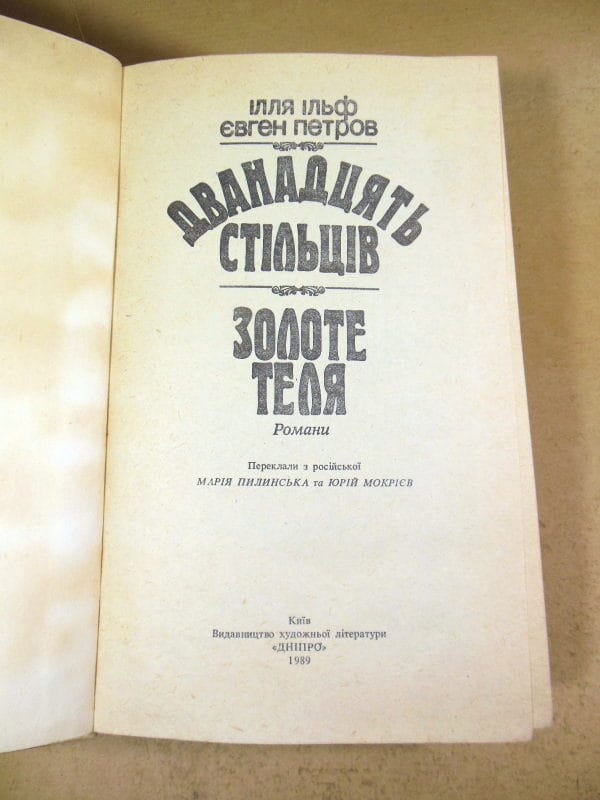 ІЛЛЯ ІЛЬФ
ЄВГЕН ПЕТРОВ
ДВАНАДЦЯТЬ
СТІЛЬЦІВ
ЗОЛОТЕ
ТЕЛЯ
Романи
Переклали з російської
МАРІЯ ПИЛИНСЬКА та ЮРІЙ МОКРІЄВ
Київ
Видавництво художньої літератури
«ДНІПРО»
1989